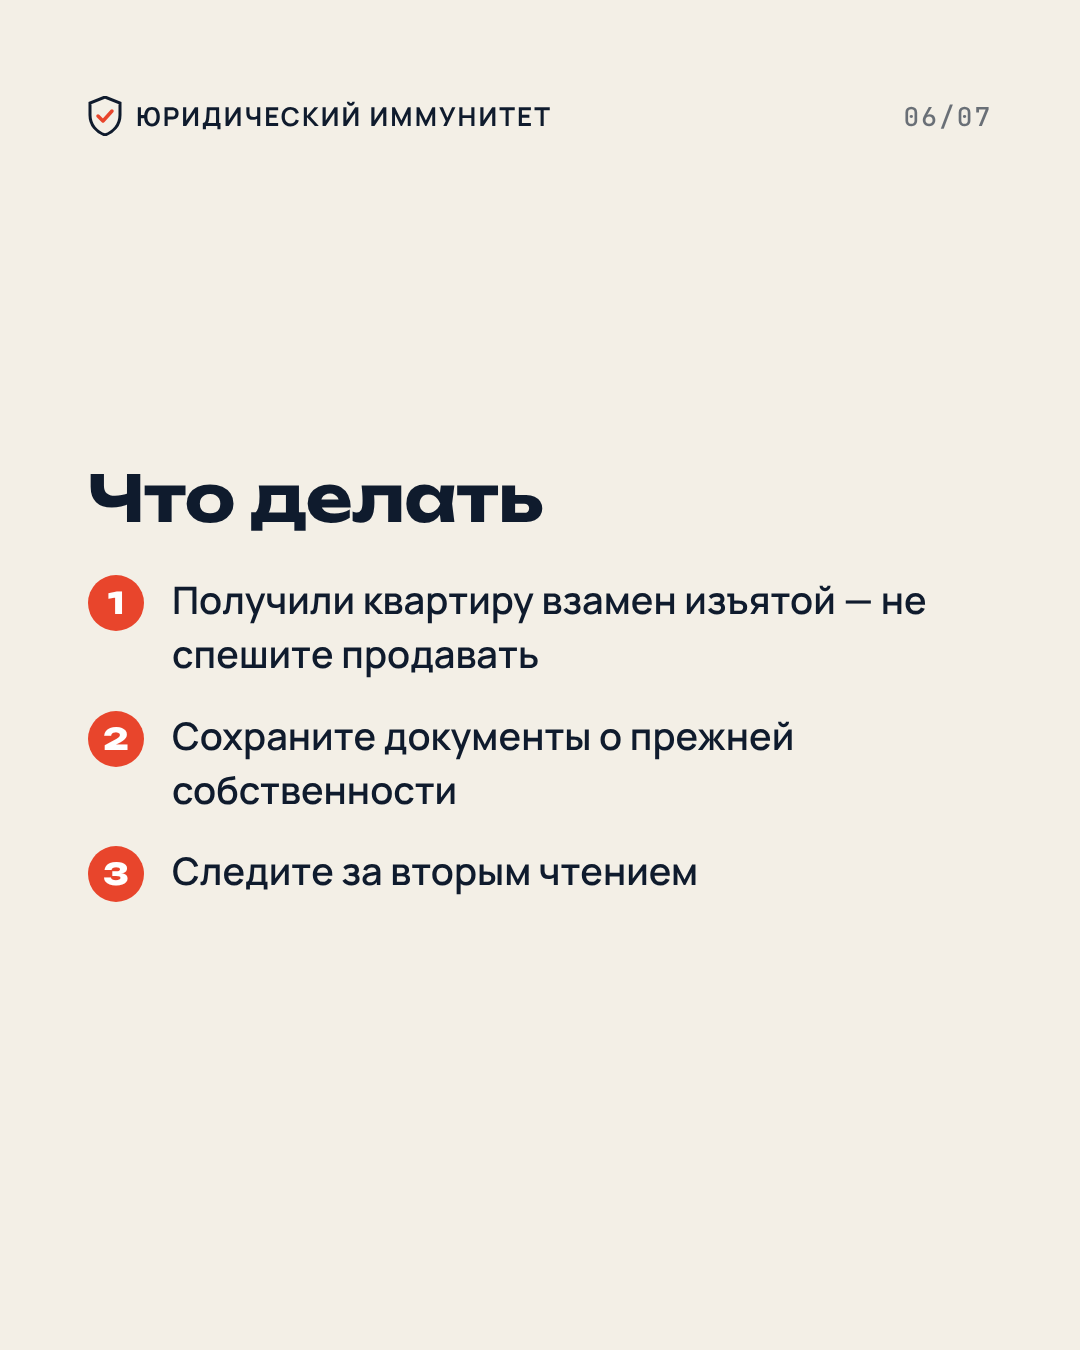 ЮРИДИЧЕСКИЙ ИММУНИТЕТ
06/07
Что делать
1 Получили квартиру взамен изъятой — не
спешите продавать
2 Сохраните документы о прежней
собственности
3 Следите за вторым чтением